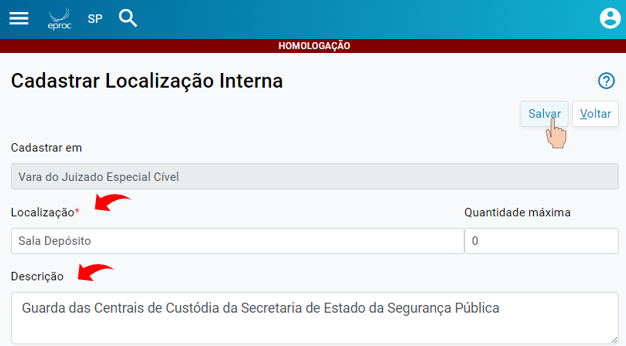 eproc SP
HOMOLOGAÇÃO
Cadastrar Localização Interna
?
Salvar Voltar
Cadastrar em
Vara do Juizado Especial Cível
Localização* Quantidade máxima
Sala Depósito 0
Descrição
Guarda das Centrais de Custódia da Secretaria de Estado da Segurança Pública